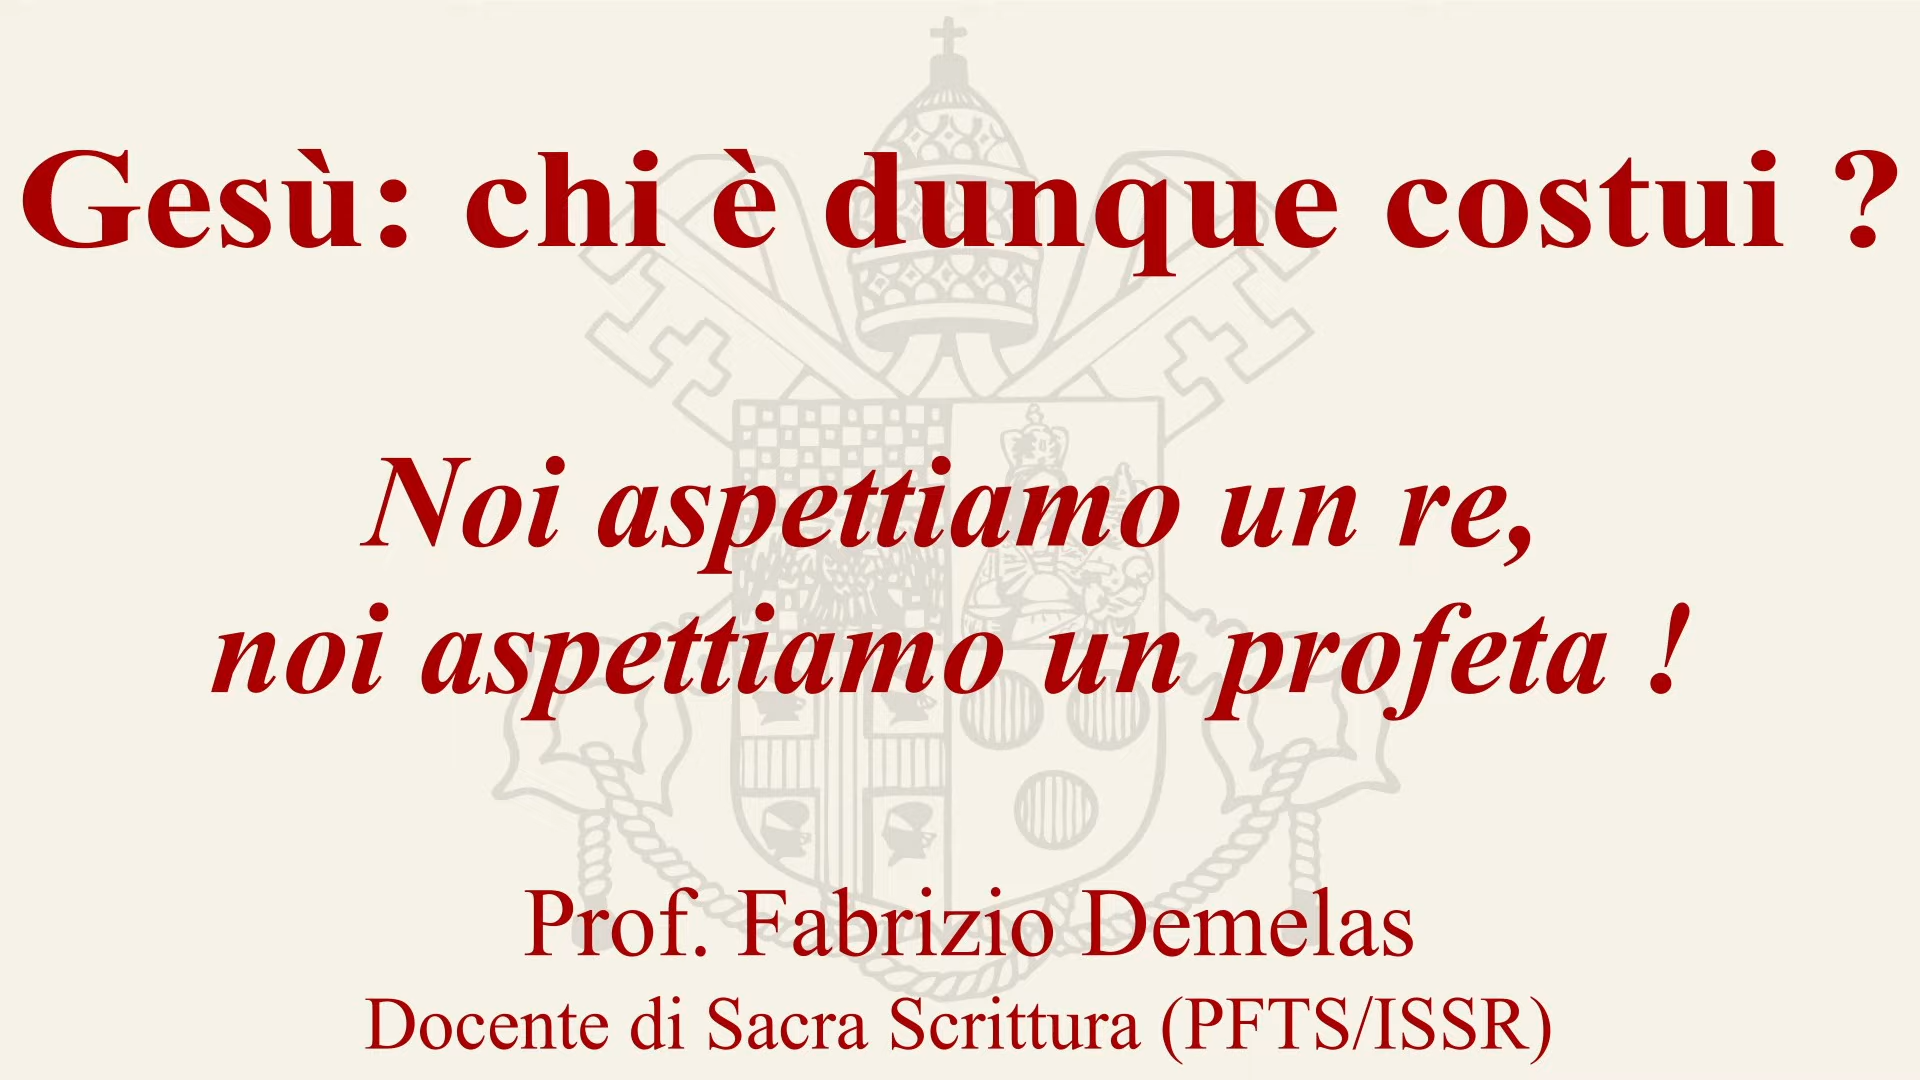 Gesù: chi è dunque costui ?
Noi aspettiamo un re,
noi aspettiamo un profeta !
Prof. Fabrizio Demelas
Docente di Sacra Scrittura (PFTS/ISSR)